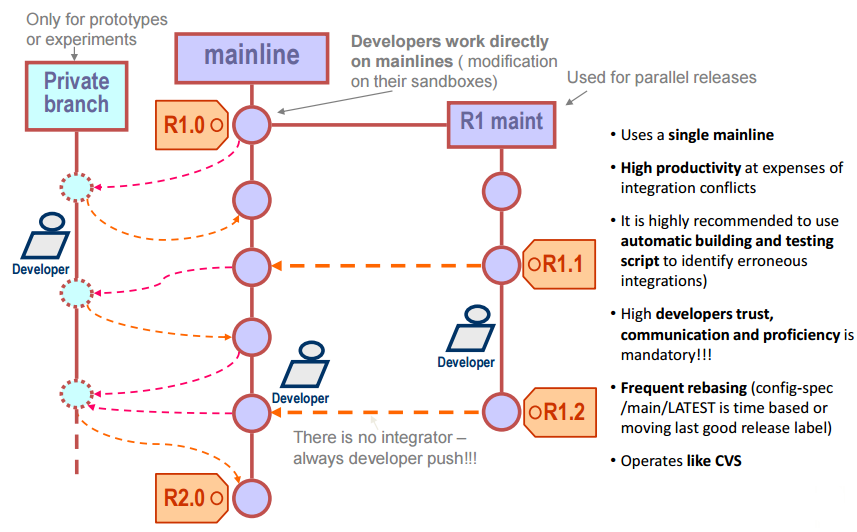 Only for prototypes
or experiments
mainline
Developers work directly
on mainlines ( modification
on their sandboxes)
Used for parallel releases
Private
branch
R1.0
R1 maint
• Uses a single mainline
• High productivity at expenses of
integration conflicts
• It is highly recommended to use
automatic building and testing
script to identify erroneous
integrations)
• High developers trust,
communication and proficiency is
mandatory!!!
• Frequent rebasing (config-spec
/main/LATEST is time based or
moving last good release label)
• Operates like CVS
Developer
R1.1
Developer
Developer
R1.2
There is no integrator –
always developer push!!!
R2.0